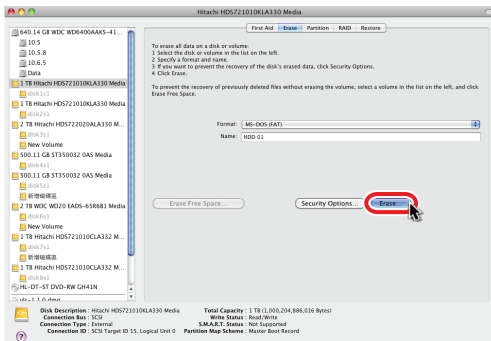 Hitachi HDS721010KLA330 Media
First Aid Erase Partition RAID Restore
640.14 GB WDC WD6400AAKS-41...
10.5
10.5.8
10.6.5
Data
1 TB Hitachi HDS721010KLA330 Media
disk1s1
1 TB Hitachi HDS721010KLA330 Media
disk2s1
2 TB Hitachi HDS722020ALA330 M...
disk3s1
New Volume
500.11 GB ST350032 0AS Media
disk4s1
500.11 GB ST350032 0AS Media
disk5s1
新增磁碟區
2 TB WDC WD20 EADS-65R6B1 Media
disk6s1
New Volume
1 TB Hitachi HDS721010CLA332 M...
disk7s1
新增磁碟區
1 TB Hitachi HDS721010CLA332 M...
disk8s1
HL-DT-ST DVD-RW GH41N
To erase all data on a disk or volume:
1 Select the disk or volume in the list on the left.
2 Specify a format and name.
3 If you want to prevent the recovery of the disk's erased data, click Security Options.
4 Click Erase.
To prevent the recovery of previously deleted files without erasing the volume, select a volume in the list on the left, and click
Erase Free Space.
Format: MS-DOS (FAT)
Name: HDD 01
Erase Free Space... Security Options... Erase...
Disk Description : Hitachi HDS721010KLA330 Media Total Capacity : 1 TB (1,000,204,886,016 Bytes)
Connection Bus : SCSI Write Status : Read/Write
Connection Type : External S.M.A.R.T. Status : Not Supported
Connection ID : SCSI Target ID 15, Logical Unit 0 Partition Map Scheme : Master Boot Record
?